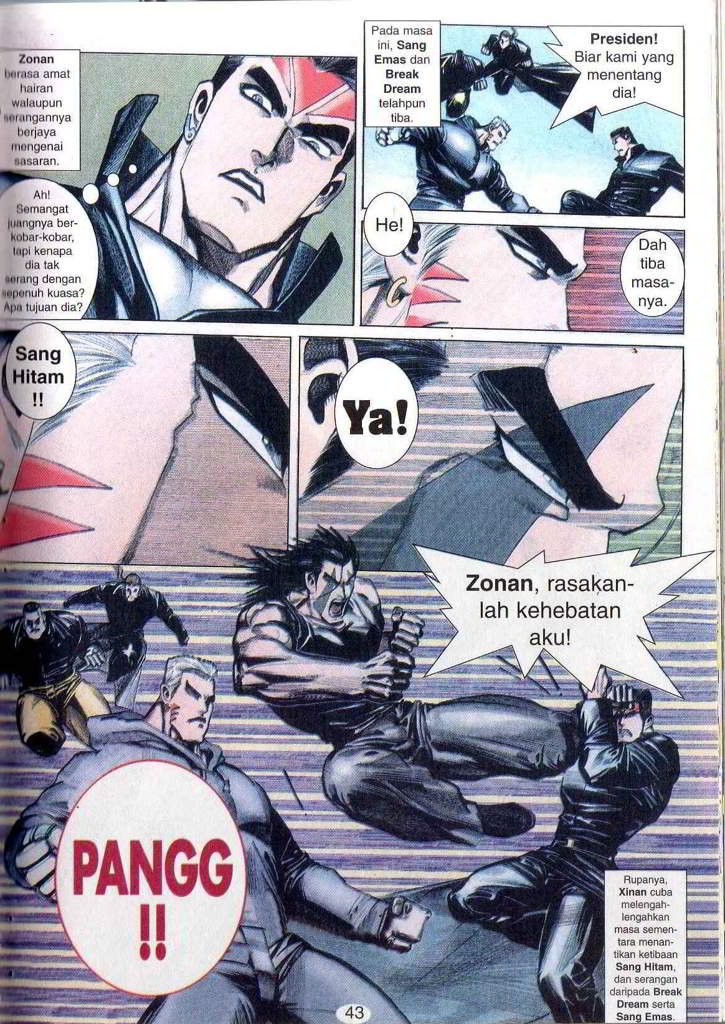 Zonan
berasa amat
hairan
walaupun
serangannya
berjaya
mengenai
sasaran.
Ah!
Semangat
juangnya ber-
kobar-kobar,
tapi kenapa
dia tak
serang dengan
sepenuh kuasa?
Apa tujuan dia?
Pada masa
ini, Sang
Emas dan
Break
Dream
telahpun
tiba.
Presiden!
Biar kami yang
menentang
dia!
He!
Dah
tiba
masa-
nya.
Sang
Hitam
!!
Ya!
Zonan, rasakan-
lah kehebatan
aku!
PANGG
!!
Rupanya,
Xinan cuba
melengah-
lengahkan
masa semen-
tara menan-
tikan ketibaan
Sang Hitam,
dan serangan
daripada Break
Dream serta
Sang Emas.
43